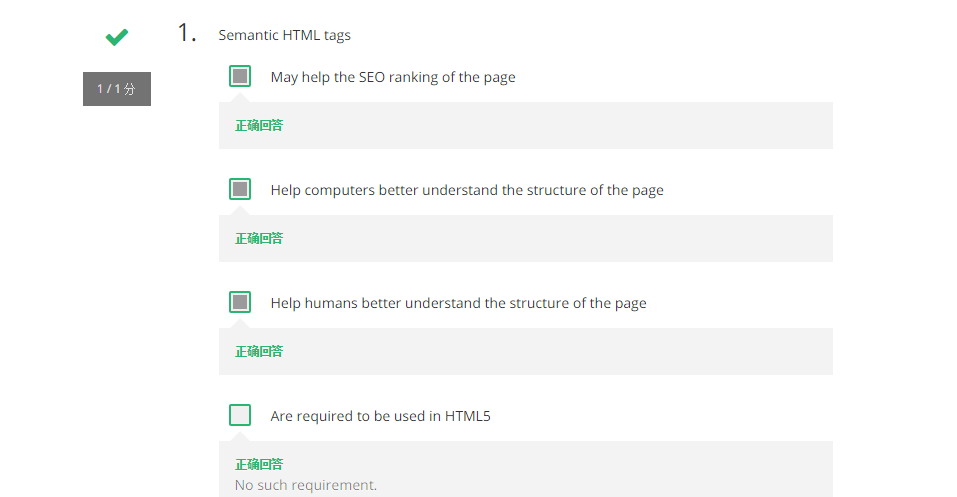 1. Semantic HTML tags
1 / 1 分
May help the SEO ranking of the page
正确回答
Help computers better understand the structure of the page
正确回答
Help humans better understand the structure of the page
正确回答
Are required to be used in HTML5
正确回答
No such requirement.